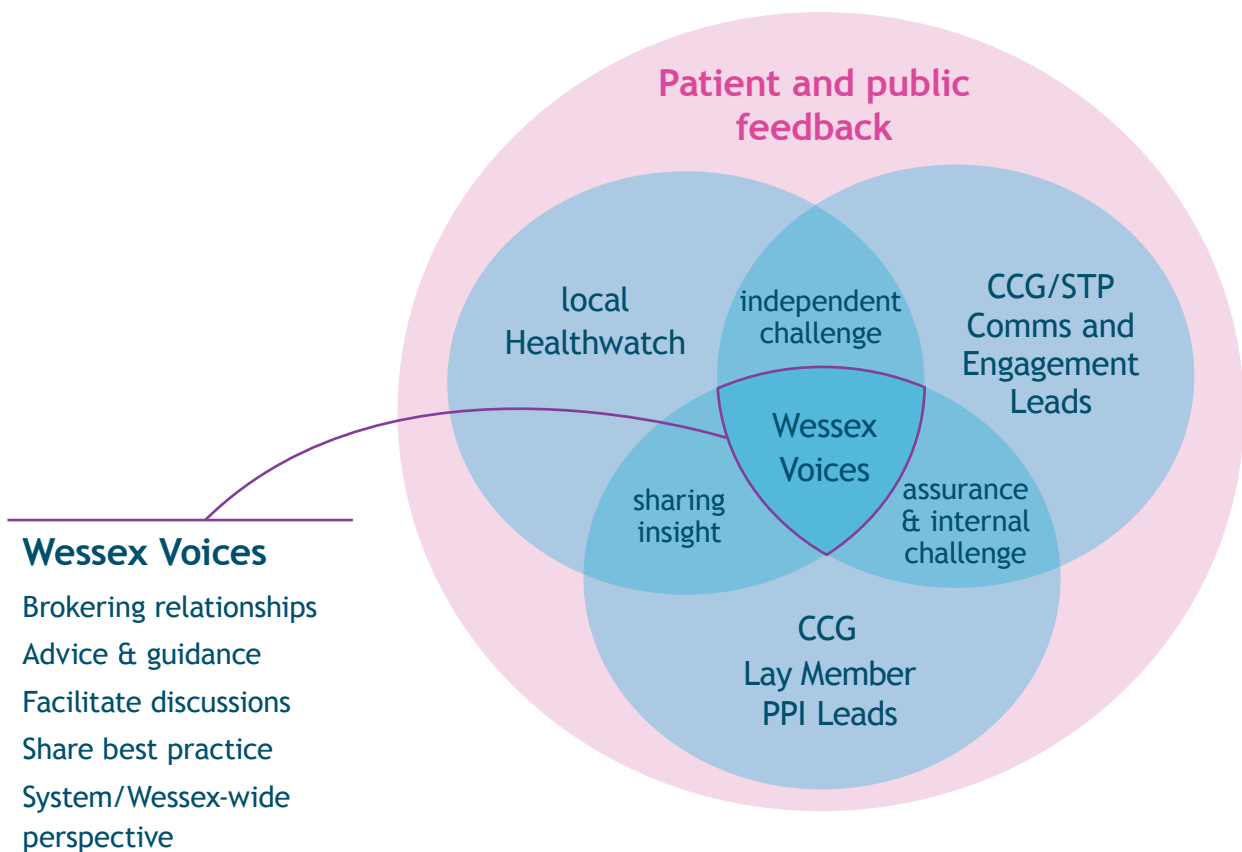 Patient and public
feedback
local
Healthwatch
independent
challenge
CCG/STP
Comms and
Engagement
Leads
Wessex
Voices
sharing
insight
assurance
& internal
challenge
CCG
Lay Member
PPI Leads
Wessex Voices
Brokering relationships
Advice & guidance
Facilitate discussions
Share best practice
System/Wessex-wide
perspective